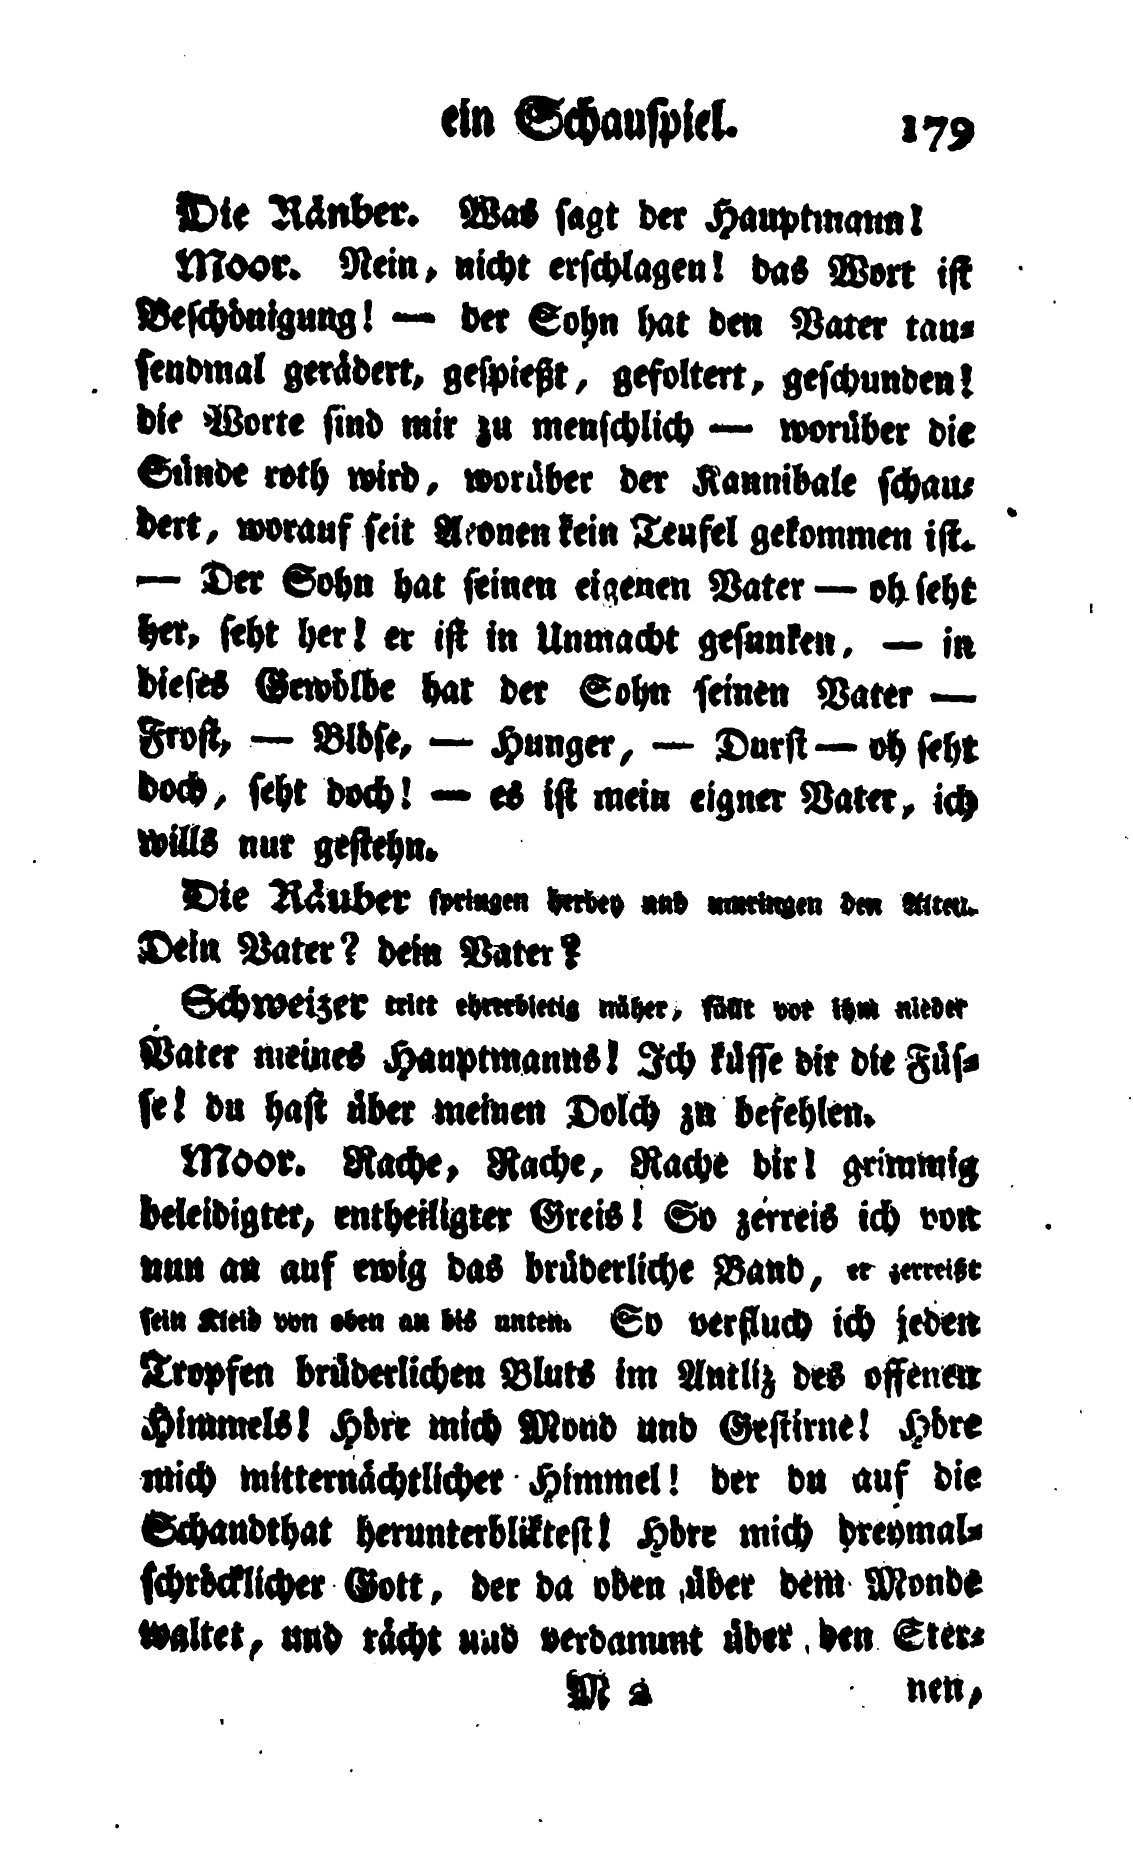 ein Schauspiel. 179
Die Ränber. Was sagt der Hauptmann!
Moor. Nein, nicht erschlagen! das Wort ist
Beschönigung! — der Sohn hat den Vater tau-
sendmal gerädert, gespießt, gefoltert, geschunden!
die Worte sind mir zu menschlich — worüber die
Sünde roth wird, worüber der Kannibale schau-
dert, worauf seit Aeonen kein Teufel gekommen ist.
— Der Sohn hat seinen eigenen Vater — oh seht
her, seht her! er ist in Unmacht gesunken, — in
dieses Gewölbe hat der Sohn seinen Vater —
Frost, — Blöse, — Hunger, — Durst — oh seht
doch, seht doch! — es ist mein eigner Vater, ich
wills nur gestehn.
Die Räuber springen herbey und umringen den Alten.
Dein Vater? dein Vater?
Schweizer tritt ehrerbietig näher, fällt vor ihm nieder
Vater meines Hauptmanns! Ich küsse dir die Füs-
se! du hast über meinen Dolch zu befehlen.
Moor. Rache, Rache, Rache dir! grimmig
beleidigter, entheiligter Greis! So zerreis ich von
nun an auf ewig das brüderliche Band, er zerreißt
sein Kleid von oben an bis unten. So verfluch ich jeden
Tropfen brüderlichen Bluts im Antliz des offenen
Himmels! Höre mich Mond und Gestirne! Höre
mich mitternächtlicher Himmel! der du auf die
Schandthat herunterbliktest! Höre mich dreymal-
schröcklicher Gott, der da oben über dem Monde
waltet, und rächt und verdammt über den Ster-
M 2 nen,